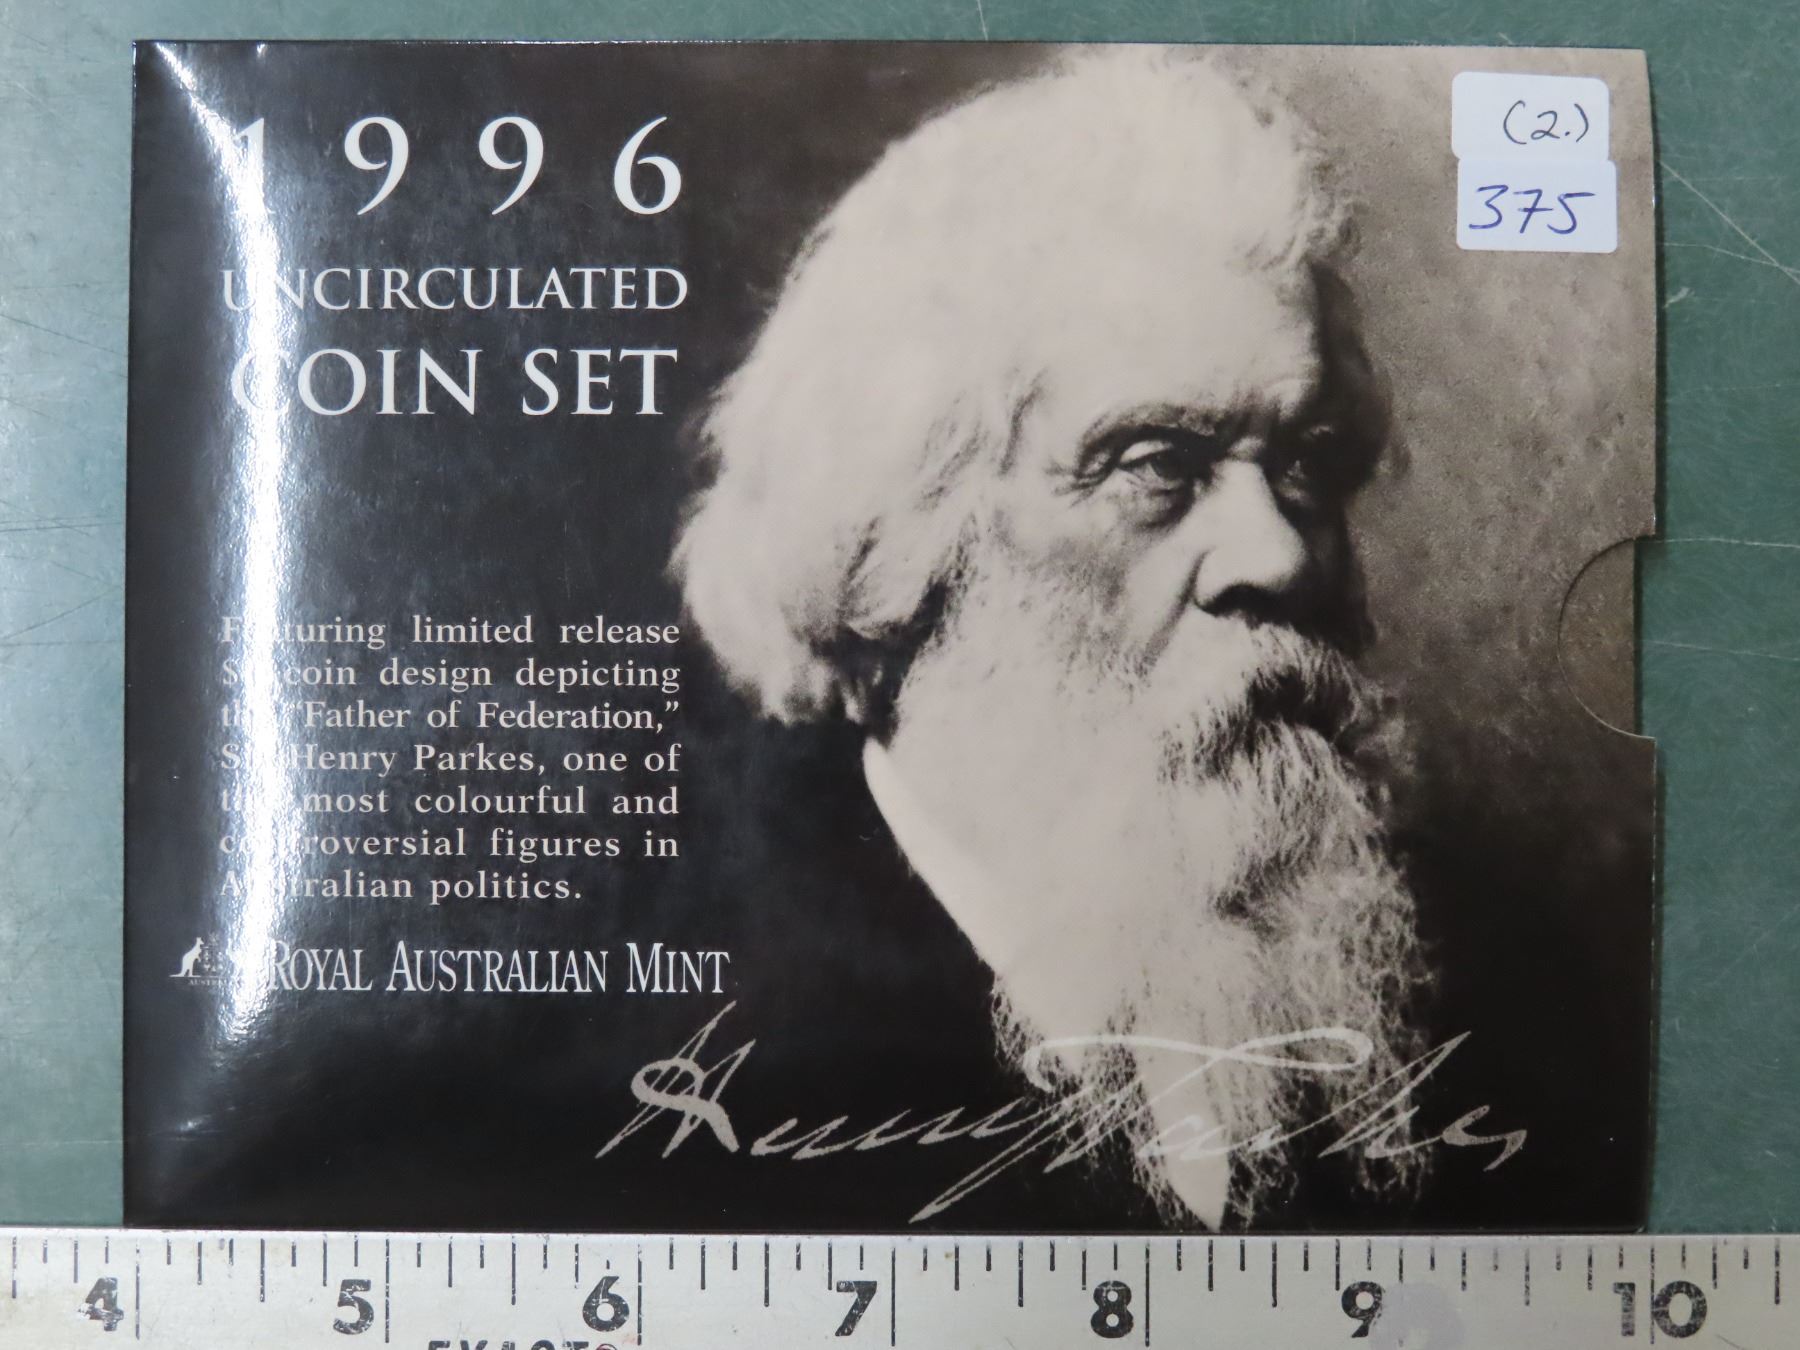 1996
UNCIRCULATED
COIN SET
(2.)
375
Featuring limited release
coin design depicting
the "Father of Federation,"
Sir Henry Parkes, one of
the most colourful and
controversial figures in
Australian politics.
ROYAL AUSTRALIAN MINT
Henry Parkes
4 5 6 7 8 9 10